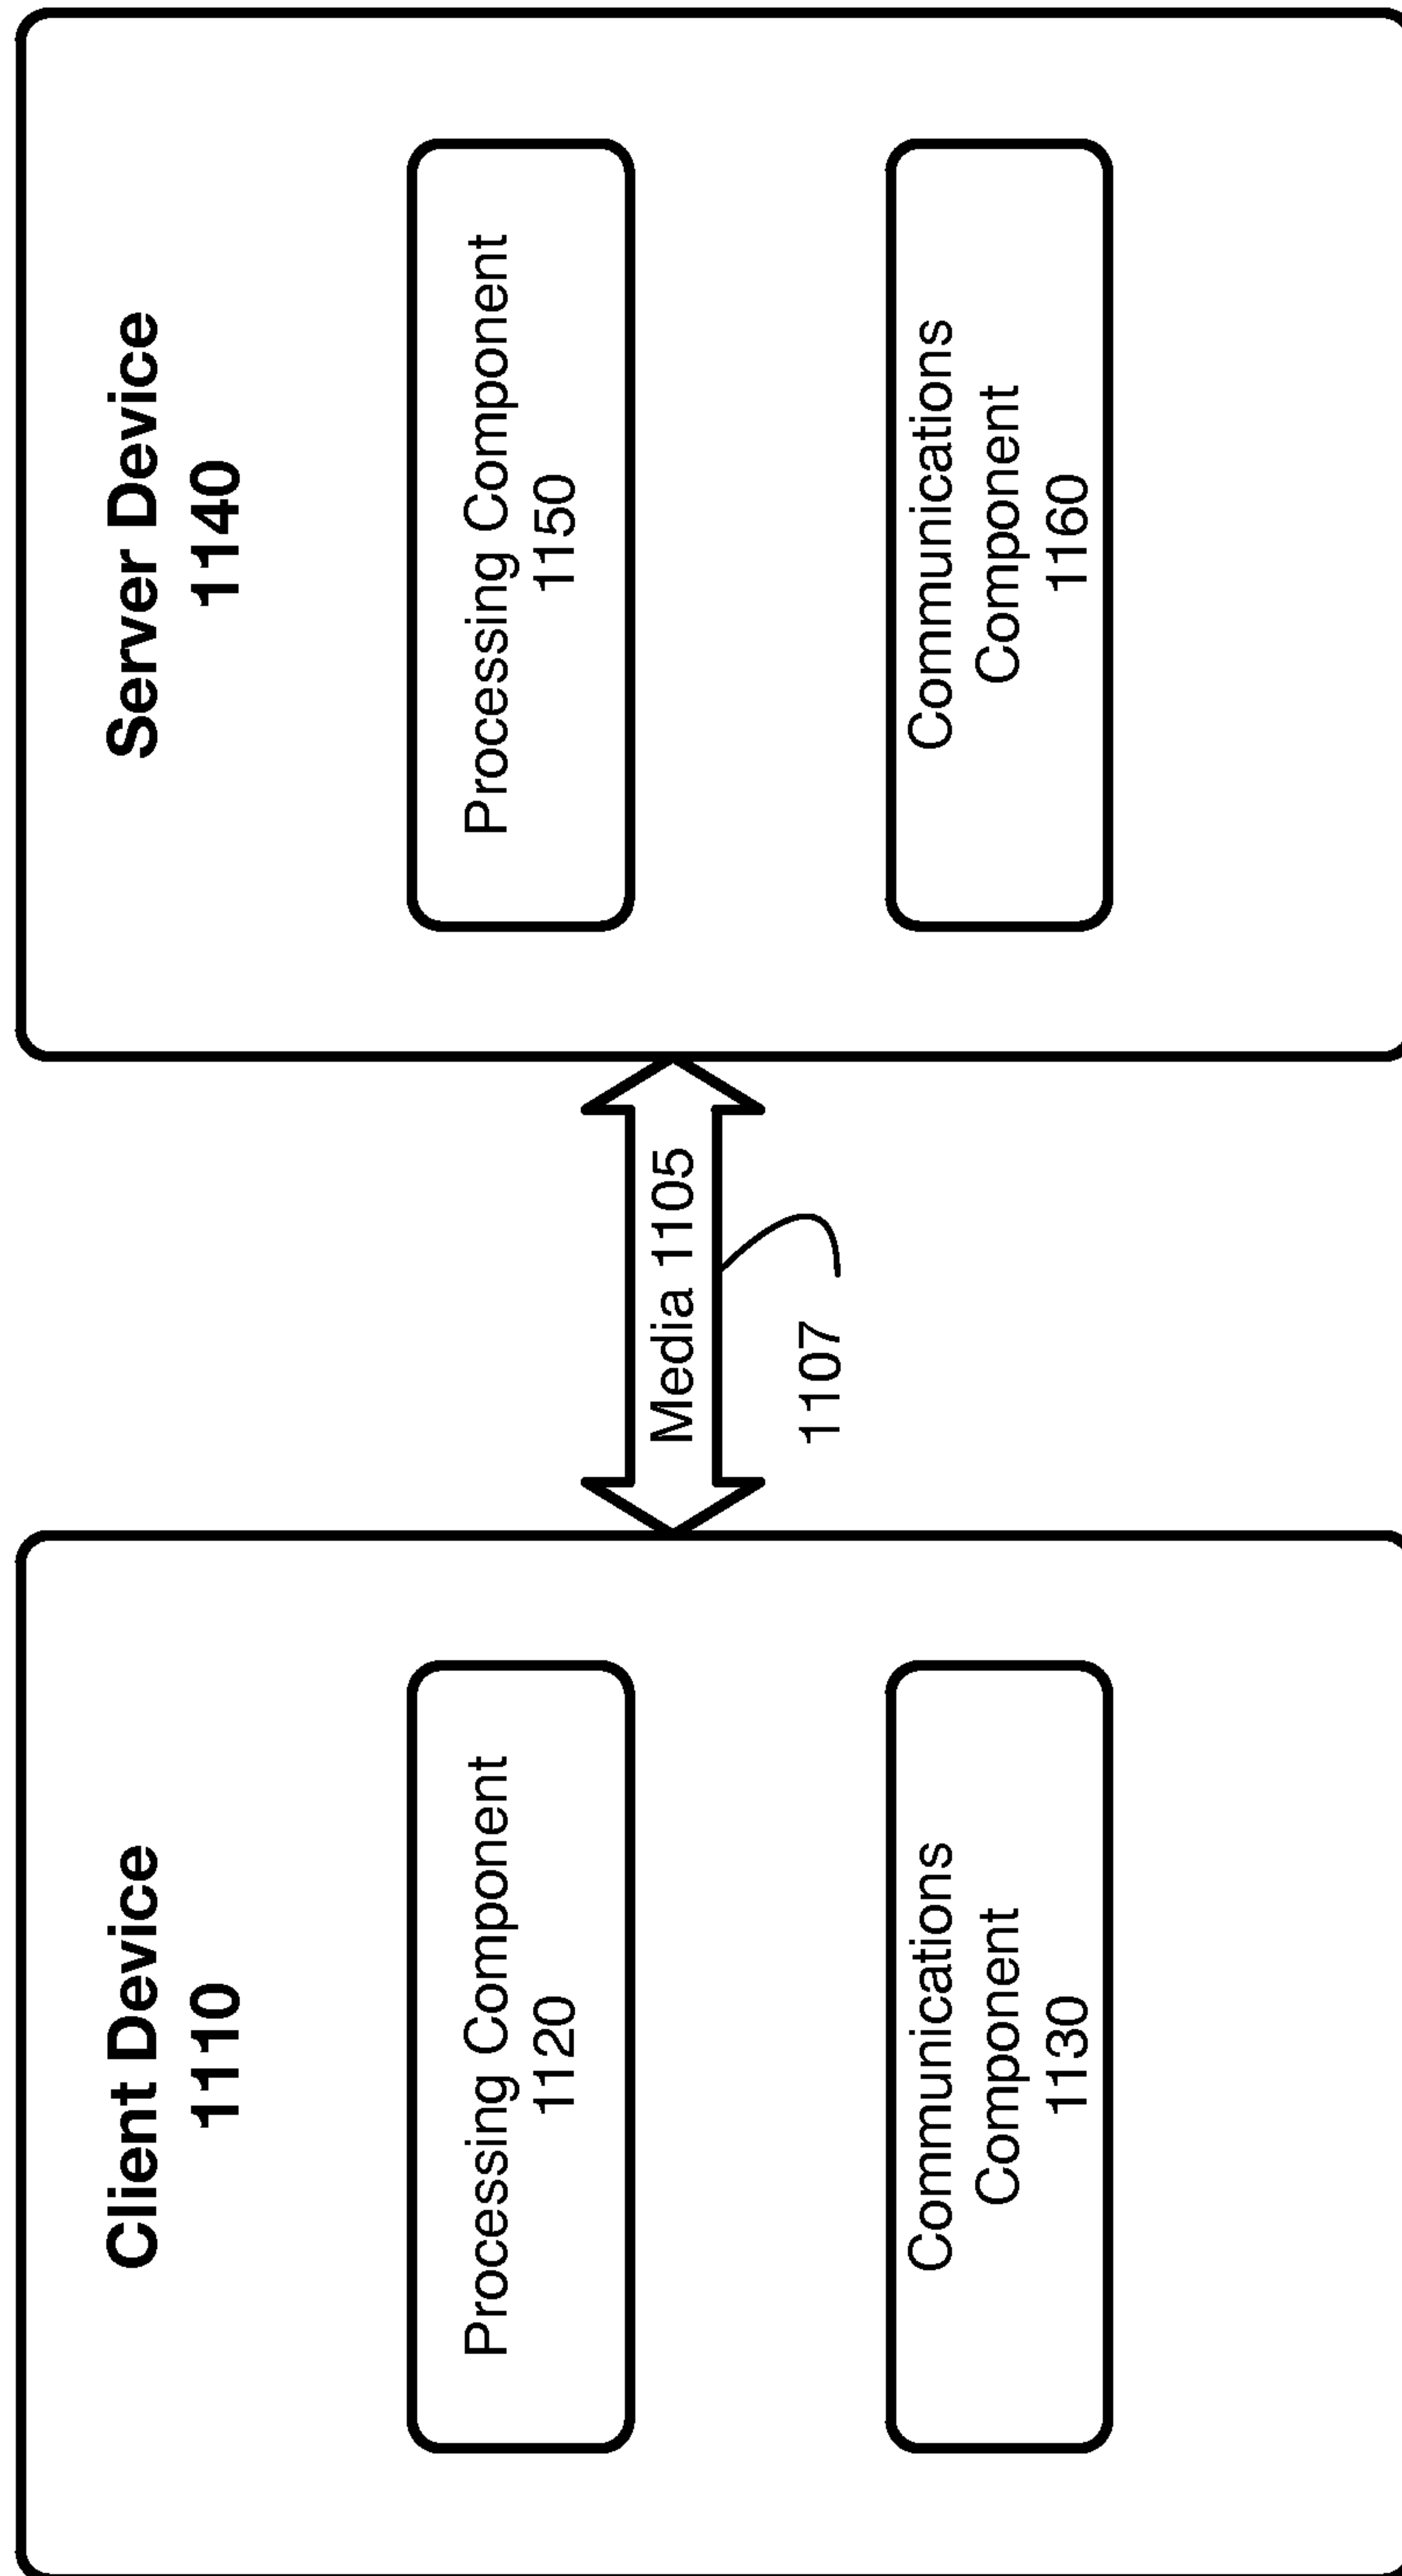 Client Device
1110
Processing Component
1120
Communications
Component
1130
Media 1105
1107
Server Device
1140
Processing Component
1150
Communications
Component
1160